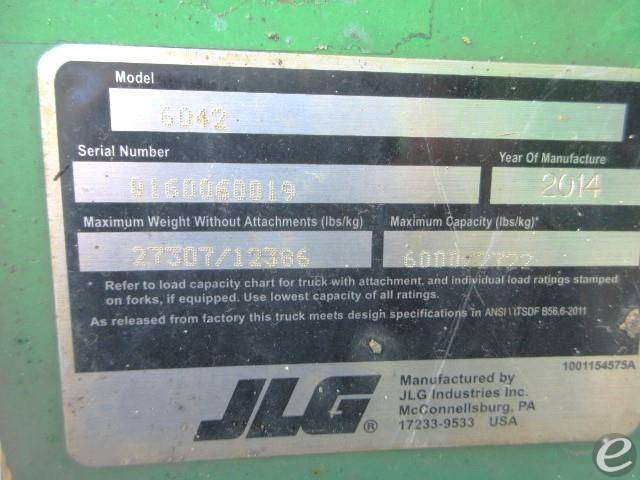 Model
6042
Serial Number
0160060019
Year Of Manufacture
2014
Maximum Weight Without Attachments (lbs/kg)
27307/12386
Maximum Capacity (lbs/kg)*
6000/2722
* Refer to load capacity chart for truck with attachment, and individual load ratings stamped
on forks, if equipped. Use lowest capacity of all ratings.
As released from factory this truck meets design specifications in ANSI \ ITSDF B56.6-2011
1001154575A
JLG®
Manufactured by
JLG Industries Inc.
McConnellsburg, PA
17233-9533 USA
e